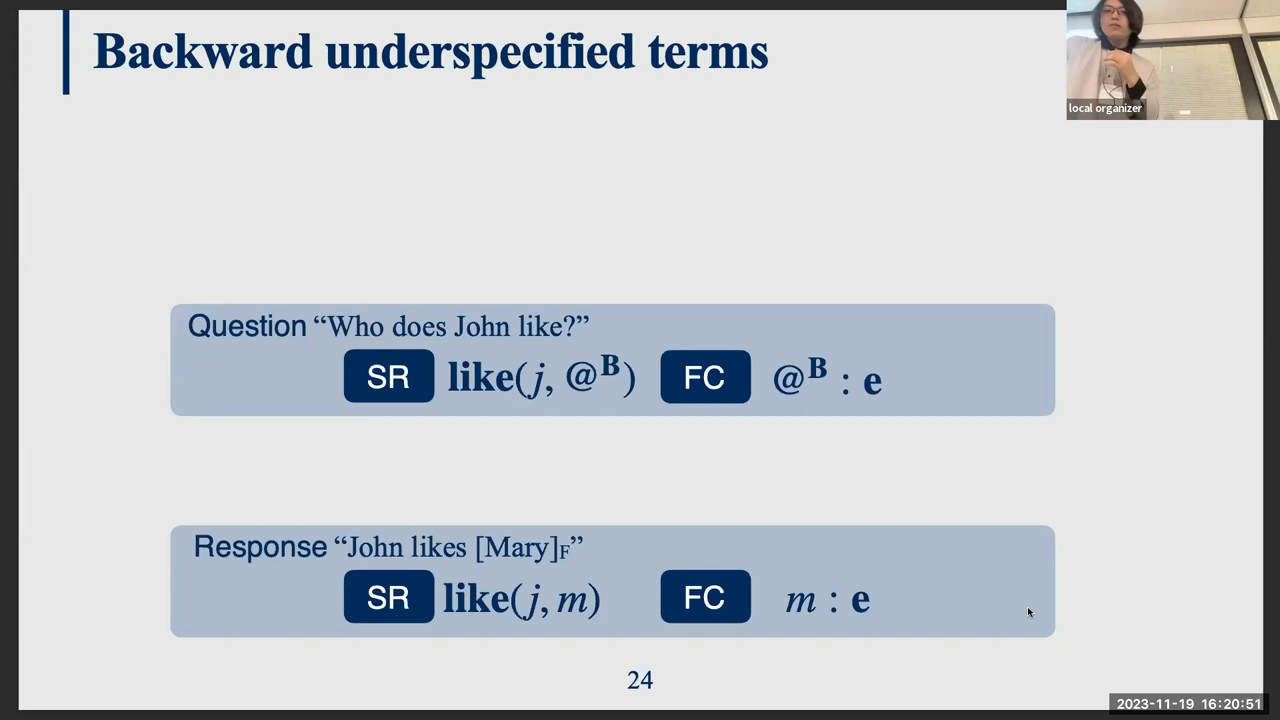 Backward underspecified terms
local organizer
Question “Who does John like?”
SR like(j, @ᴮ) FC @ᴮ : e
Response “John likes [Mary]F”
SR like(j, m) FC m : e
24
2023-11-19 16:20:51